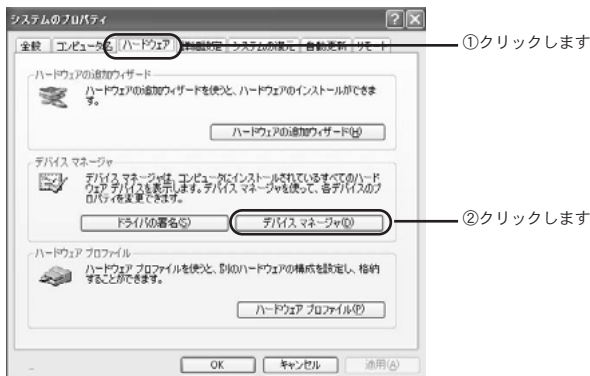 システムのプロパティ
全般 コンピュータ名 ハードウェア 詳細設定 システムの復元 自動更新 リモート
①クリックします
ハードウェアの追加ウィザード
ハードウェアの追加ウィザードを使うと、ハードウェアのインストールができま
す。
ハードウェアの追加ウィザード(H)
デバイス マネージャ
デバイス マネージャは、コンピュータにインストールされているすべてのハード
ウェア デバイスを表示します。デバイス マネージャを使って、各デバイスのプ
ロパティを変更できます。
ドライバの署名(S) デバイス マネージャ(D)
②クリックします
ハードウェア プロファイル
ハードウェア プロファイルを使うと、別のハードウェアの構成を設定し、格納
することができます。
ハードウェア プロファイル(P)
OK キャンセル 適用(A)